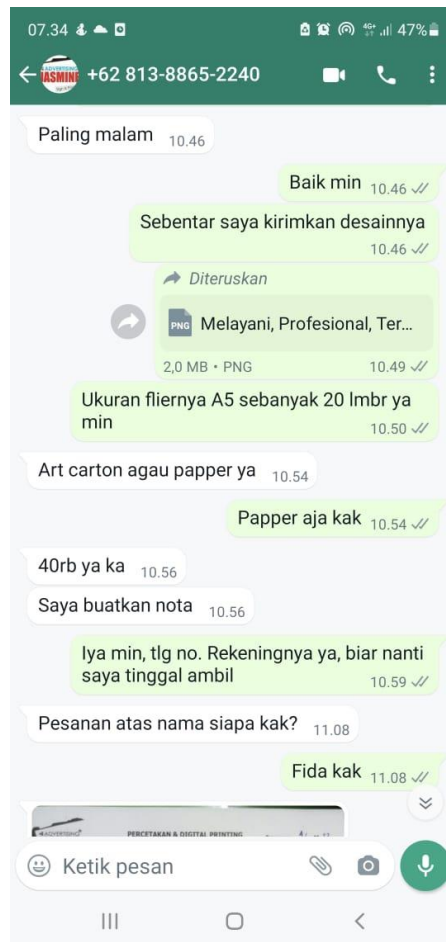 07.34
4G+
47%
ADVERTISING
JASMINE
+62 813-8865-2240
Paling malam 10.46
Baik min 10.46
Sebentar saya kirimkan desainnya
10.46
Diteruskan
PNG
Melayani, Profesional, Ter...
2,0 MB • PNG 10.49
Ukuran fliernya A5 sebanyak 20 lmbr ya
min 10.50
Art carton agau papper ya 10.54
Papper aja kak 10.54
40rb ya ka 10.56
Saya buatkan nota 10.56
Iya min, tlg no. Rekeningnya ya, biar nanti
saya tinggal ambil 10.59
Pesanan atas nama siapa kak? 11.08
Fida kak 11.08
ADVERTISING
PERCETAKAN & DIGITAL PRINTING
Ketik pesan